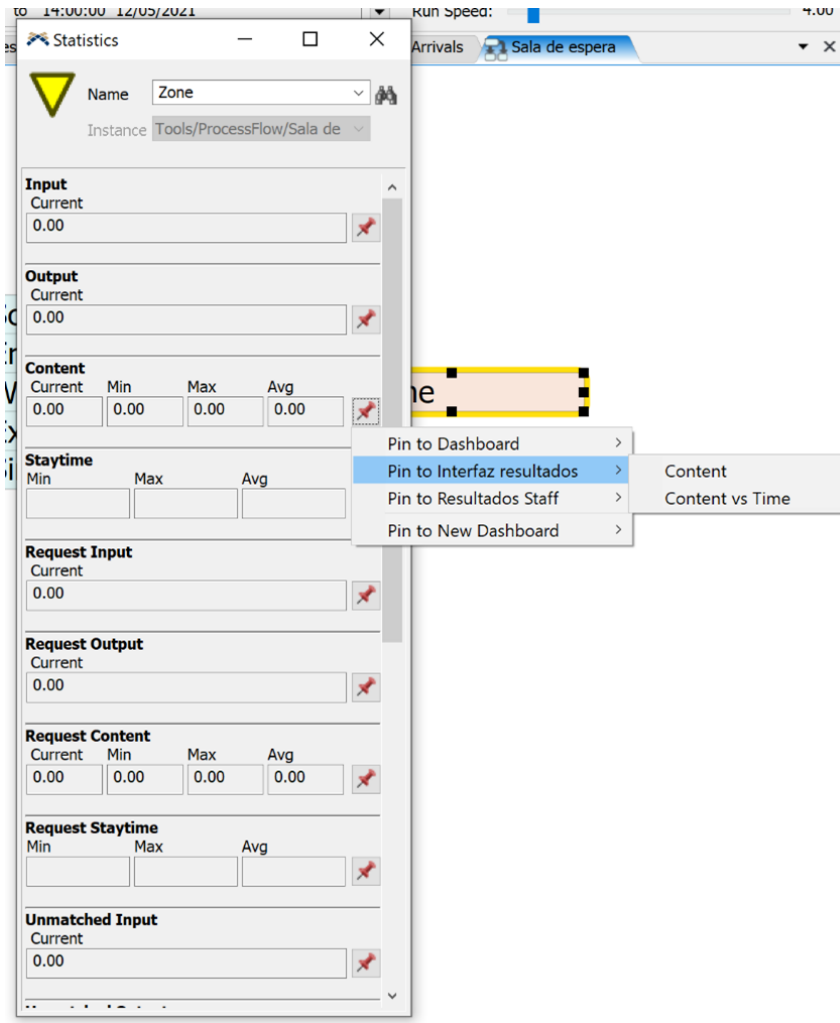 to 14:00:00 12/05/2021 Run Speed: 4.00
Statistics
Arrivals Sala de espera
Name Zone
Instance Tools/ProcessFlow/Sala de
Input
Current
0.00
Output
Current
0.00
Content
Current Min Max Avg
0.00 0.00 0.00 0.00
Pin to Dashboard
Pin to Interfaz resultados
Pin to Resultados Staff
Pin to New Dashboard
Content
Content vs Time
Staytime
Min Max Avg
Request Input
Current
0.00
Request Output
Current
0.00
Request Content
Current Min Max Avg
0.00 0.00 0.00 0.00
Request Staytime
Min Max Avg
Unmatched Input
Current
0.00